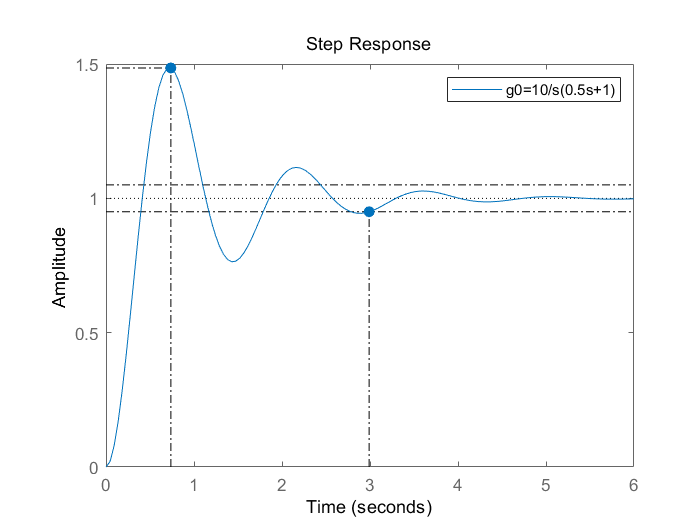 Step Response
g0=10/s(0.5s+1)
Amplitude
1.5
1
0.5
0
0 1 2 3 4 5 6
Time (seconds)